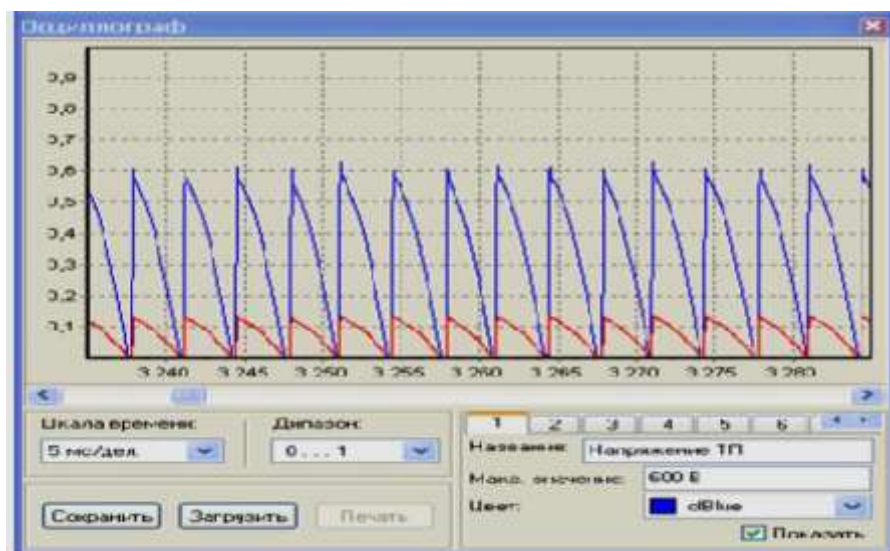 Осциллограф
0,9
0,8
0,7
0,6
0,5
0,4
0,3
0,2
0,1
3.240 3.245 3.250 3.255 3.260 3.265 3.270 3.275 3.280
Шкала времени: Диапазон:
5 мс/дел. 0 . . . 1
1 2 3 4 5 6
Название: Напряжение ТП
Макс. значение: 600 В
Цвет: clBlue
Показать
Сохранить Загрузить Печать